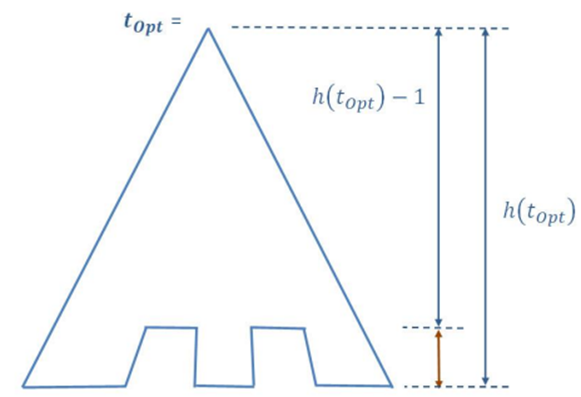 t_Opt =
h(t_Opt) − 1
h(t_Opt)